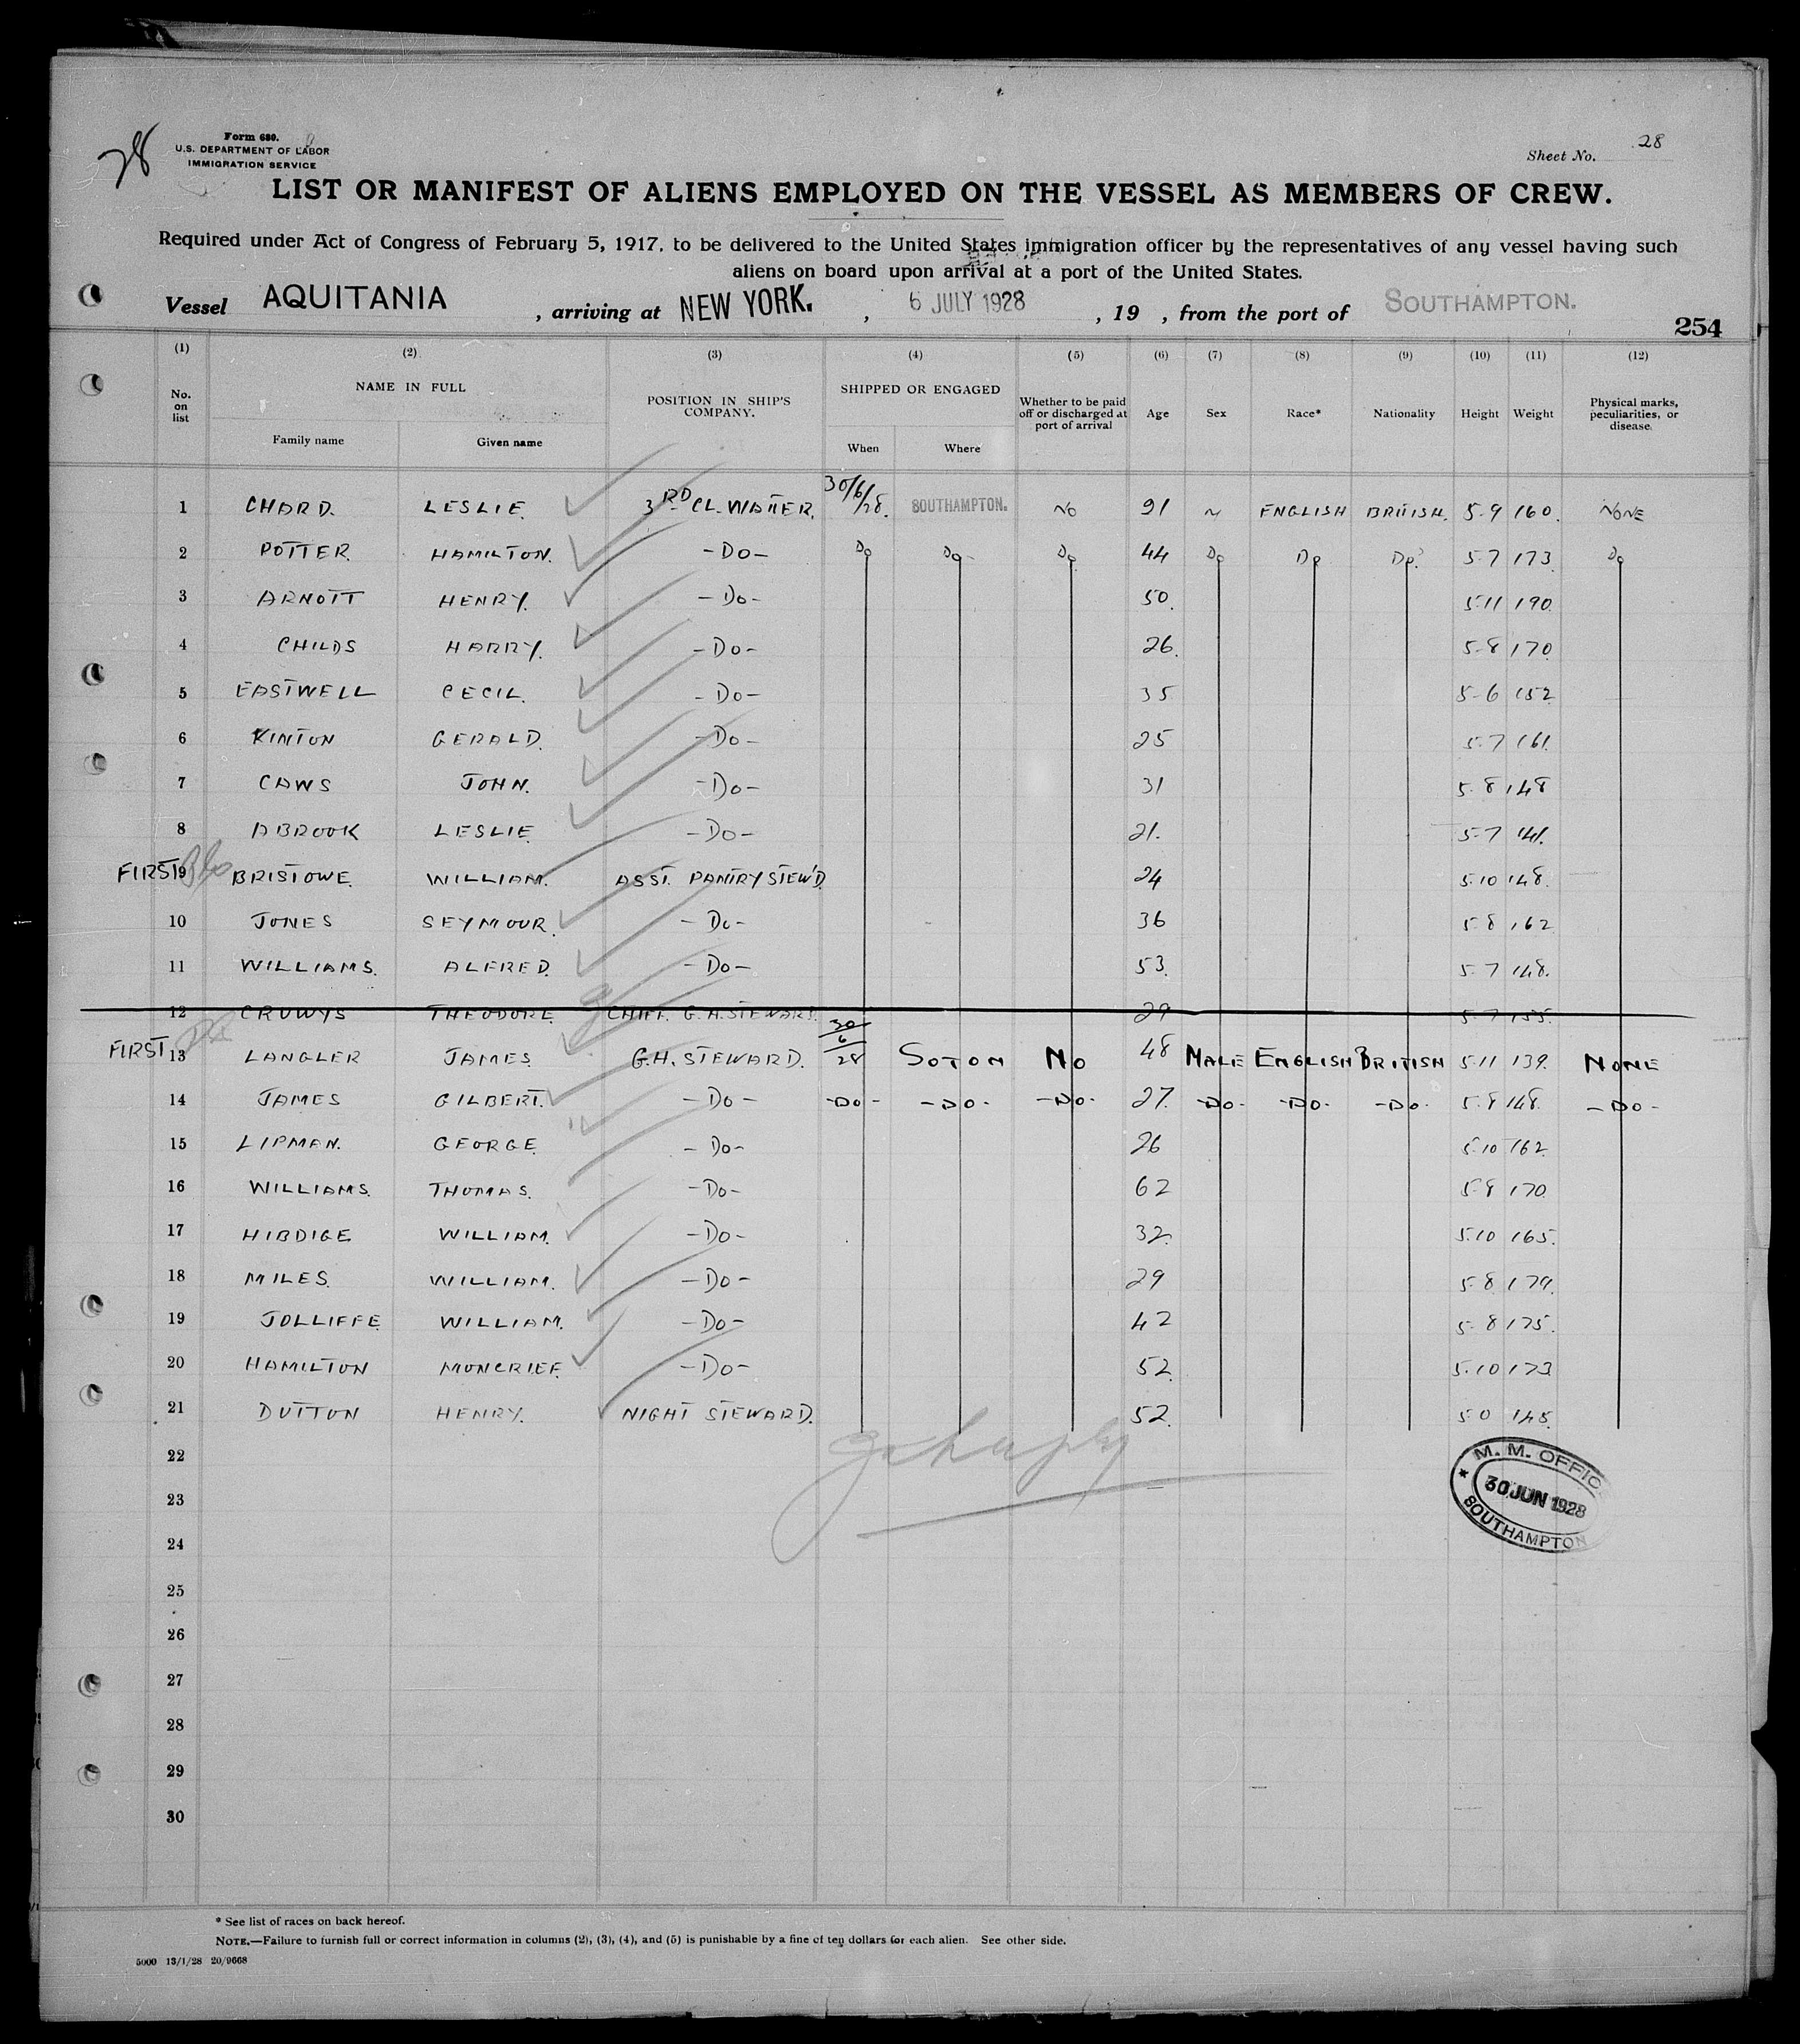 28
Form 680.
U.S. DEPARTMENT OF LABOR
IMMIGRATION SERVICE
Sheet No. 28
LIST OR MANIFEST OF ALIENS EMPLOYED ON THE VESSEL AS MEMBERS OF CREW.
Required under Act of Congress of February 5, 1917, to be delivered to the United States immigration officer by the representatives of any vessel having such
aliens on board upon arrival at a port of the United States.
Vessel AQUITANIA , arriving at NEW YORK. , 6 JULY 1928 , 19 , from the port of SOUTHAMPTON.
254
(1) (2) (3) (4) (5) (6) (7) (8) (9) (10) (11) (12)
No. on list NAME IN FULL Family name Given name POSITION IN SHIP'S COMPANY. SHIPPED OR ENGAGED When Where Whether to be paid off or discharged at port of arrival Age Sex Race* Nationality Height Weight Physical marks, peculiarities, or disease.
1 CHARD. LESLIE. 3RD CL. WAITER. 30/6/28. SOUTHAMPTON. NO 21 M ENGLISH BRITISH. 5-9 160. NONE
2 POTTER HAMILTON. -Do- Do Do Do 44 Do Do Do. 5-7 173 Do
3 ARNOTT HENRY. -Do- 50. 5-11 190
4 CHILDS HARRY. -Do- 26. 5-8 170
5 EASTWELL CECIL. -Do- 35 5-6 152
6 KINTON GERALD. -Do- 25 5-7 161.
7 CAWS JOHN. -Do- 31 5-8 148
8 ABROOK LESLIE -Do- 21. 5-7 141.
FIRST 9 BRISTOWE. WILLIAM. ASST. PANTRY STEW'D. 24 5-10 148.
10 JONES SEYMOUR. -Do- 36 5-8 162
11 WILLIAMS. ALFRED. -Do- 53. 5-7 148.
12 CRUWYS THEODORE CHIEF. G.H. STEWARD. 29 5-7 155.
FIRST 13 LANGLER JAMES G.H. STEWARD. 30/6/28 SOTON NO 48 MALE ENGLISH BRITISH 5-11 139. NONE
14 JAMES GILBERT. -Do- -Do- -Do- -Do- 27. -Do- -Do- -Do- 5-8 148. -Do-
15 LIPMAN. GEORGE. -Do- 26 5-10 162.
16 WILLIAMS. THOMAS. -Do- 62 5-8 170
17 HIBDIGE WILLIAM. -Do- 32. 5-10 165.
18 MILES. WILLIAM. -Do- 29 5-8 179.
19 JOLLIFFE WILLIAM. -Do- 42 5-8 175.
20 HAMILTON MONCRIEF. -Do- 52. 5-10 173
21 DUTTON HENRY. NIGHT STEWARD. 52. 5-0 145.
22
23
24
25
26
27
28
29
30
M. M. OFFICE
30 JUN 1928
SOUTHAMPTON
* See list of races on back hereof.
NOTE.—Failure to furnish full or correct information in columns (2), (3), (4), and (5) is punishable by a fine of ten dollars for each alien. See other side.
5000 13/1/28 20/9668